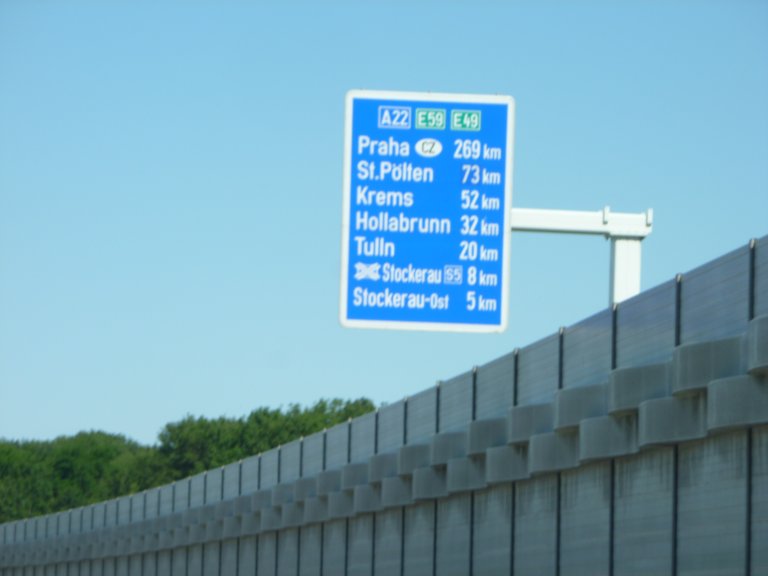 A22 E59 E49
Praha CZ 269 km
St.Pölten 73 km
Krems 52 km
Hollabrunn 32 km
Tulln 20 km
Stockerau S5 8 km
Stockerau-Ost 5 km